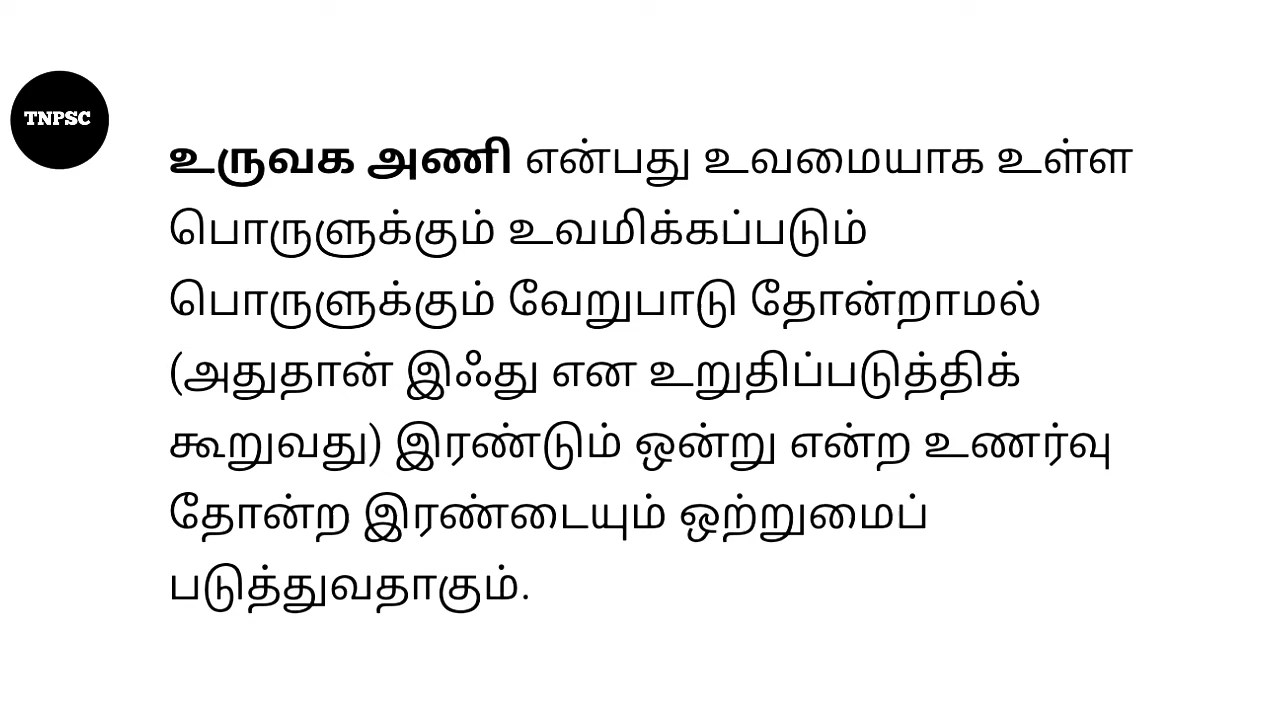 TNPSC
உருவக அணி என்பது உவமையாக உள்ள
பொருளுக்கும் உவமிக்கப்படும்
பொருளுக்கும் வேறுபாடு தோன்றாமல்
(அதுதான் இஃது என உறுதிப்படுத்திக்
கூறுவது) இரண்டும் ஒன்று என்ற உணர்வு
தோன்ற இரண்டையும் ஒற்றுமைப்
படுத்துவதாகும்.